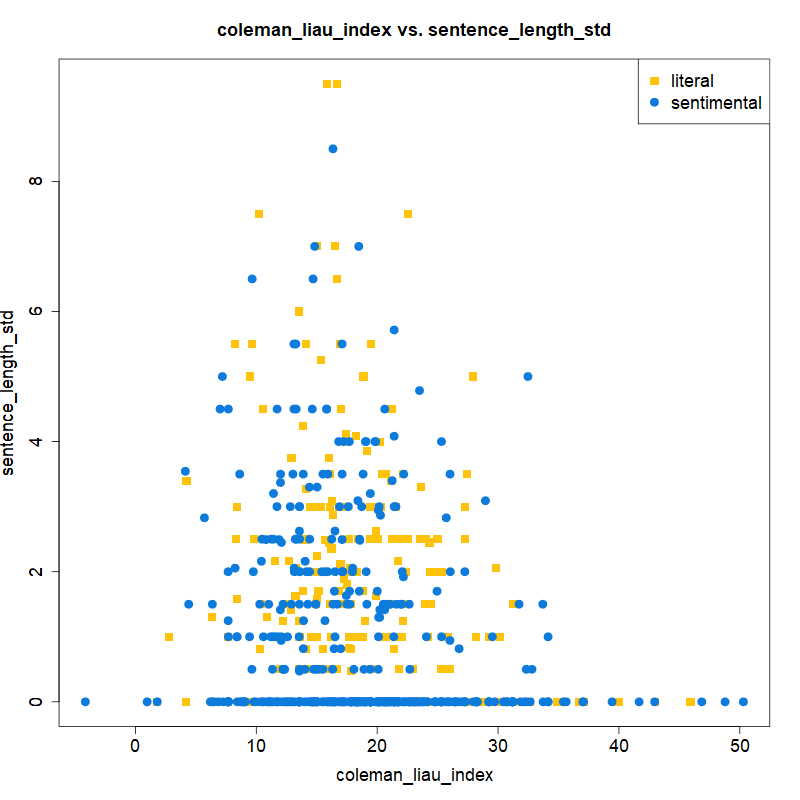 coleman_liau_index vs. sentence_length_std
literal
sentimental
sentence_length_std
8
6
4
2
0
0 10 20 30 40 50
coleman_liau_index